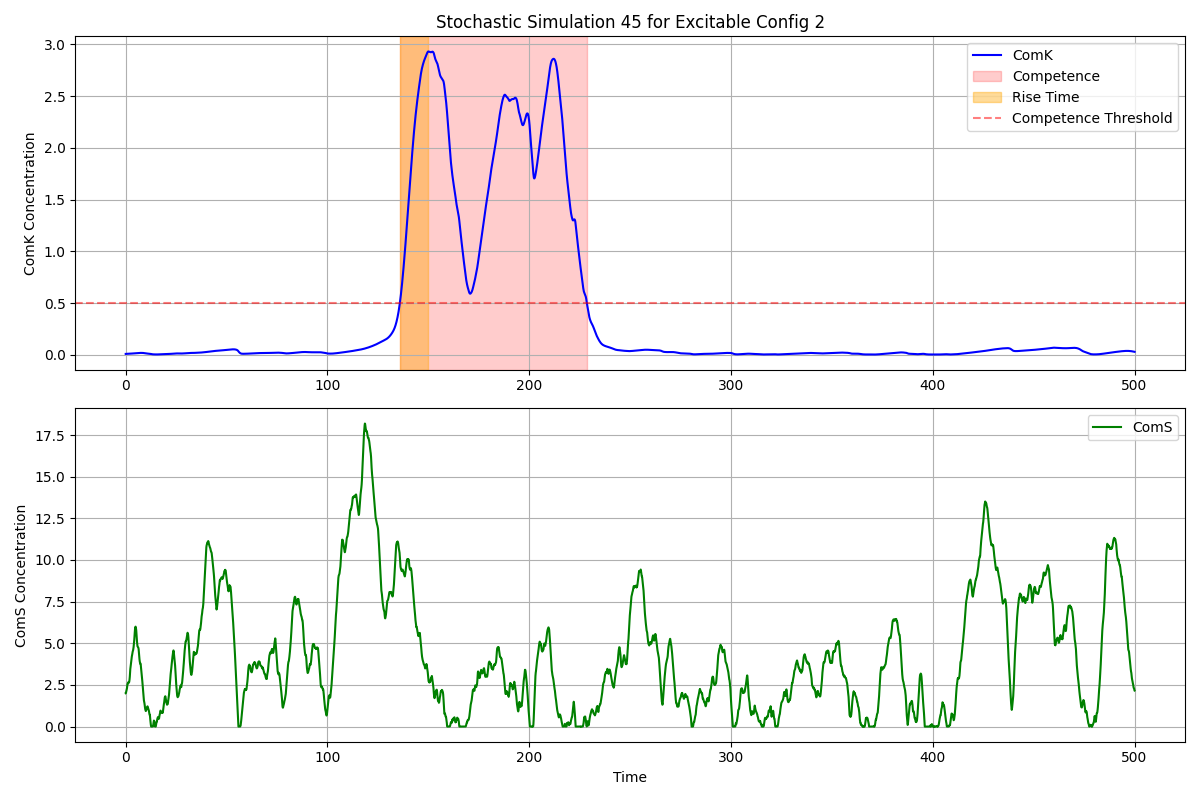 Stochastic Simulation 45 for Excitable Config 2
ComK Concentration
3.0
2.5
2.0
1.5
1.0
0.5
0.0
ComK
Competence
Rise Time
Competence Threshold
0 100 200 300 400 500
ComS Concentration
17.5
15.0
12.5
10.0
7.5
5.0
2.5
0.0
ComS
0 100 200 300 400 500
Time